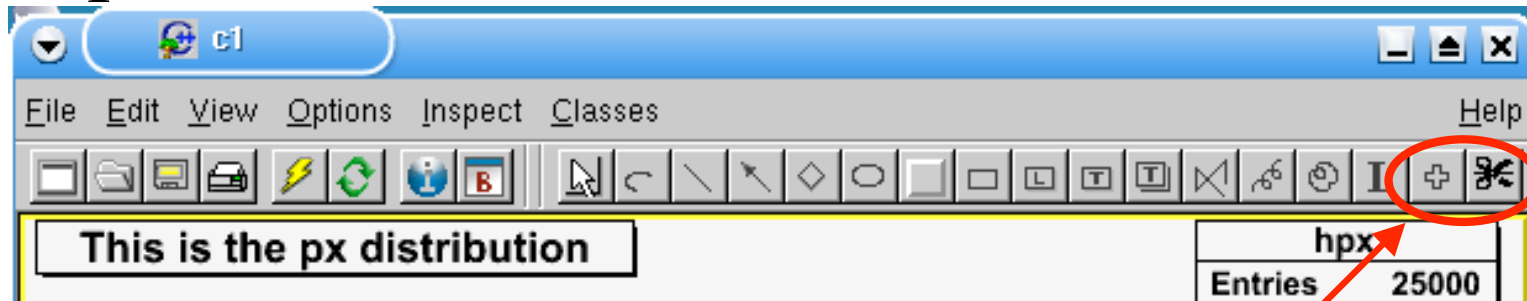 c1
File Edit View Options Inspect Classes Help
B L T T I
This is the px distribution
hpx
Entries 25000